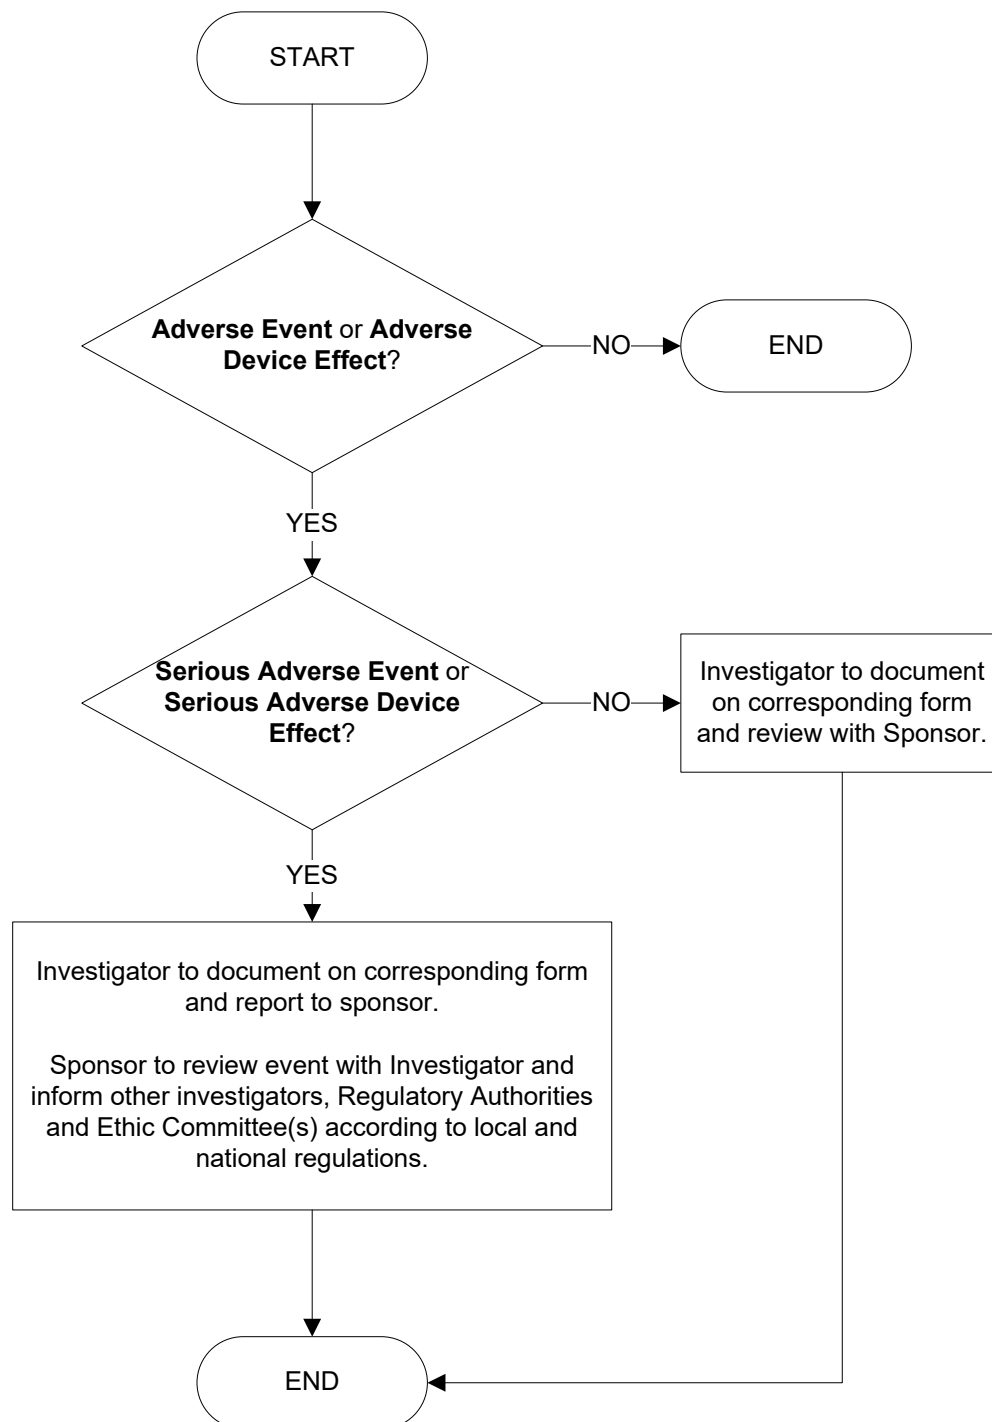 START
Adverse Event or Adverse
Device Effect?
NO
END
YES
Serious Adverse Event or
Serious Adverse Device
Effect?
NO
Investigator to document
on corresponding form
and review with Sponsor.
YES
Investigator to document on corresponding form
and report to sponsor.
Sponsor to review event with Investigator and
inform other investigators, Regulatory Authorities
and Ethic Committee(s) according to local and
national regulations.
END